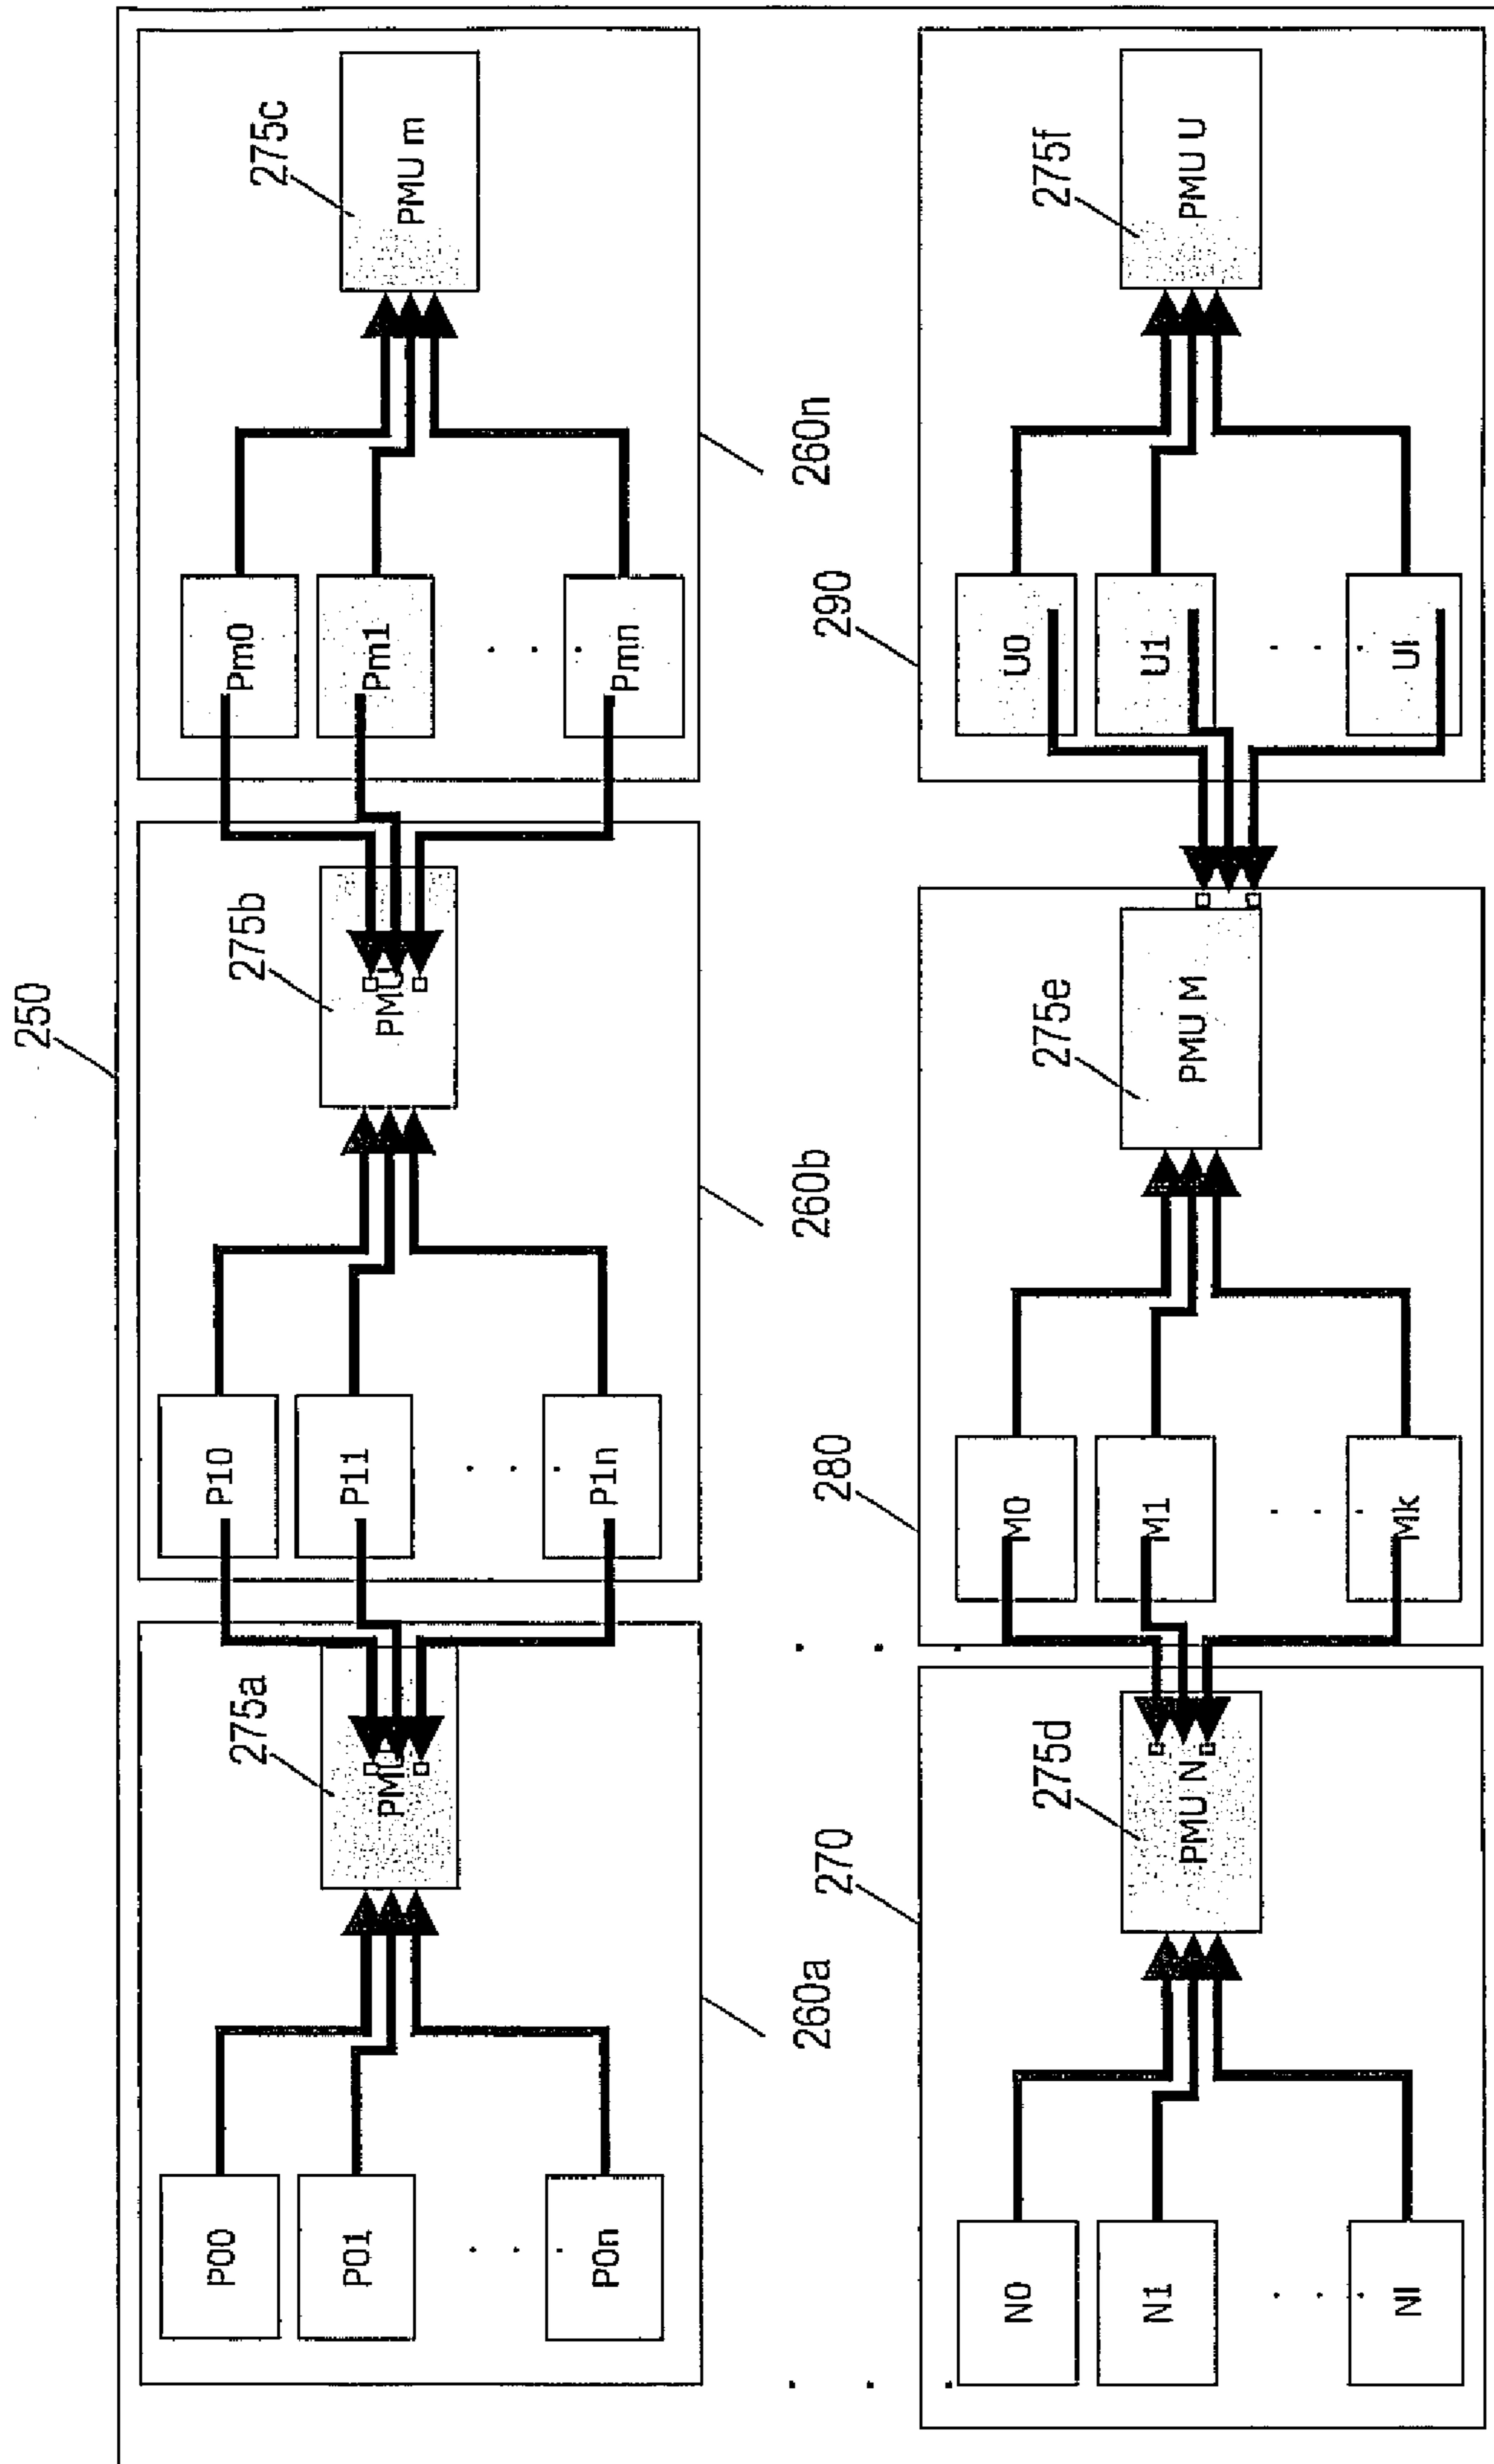 250
P00
P01
P0n
275a
PMU
260a
P10
P11
P1n
275b
PMU
260b
Pm0
Pm1
Pmn
275c
PMU m
260n
270
N0
N1
Nl
275d
PMU N
280
M0
M1
Mk
275e
PMU M
290
U0
U1
Ul
275f
PMU U